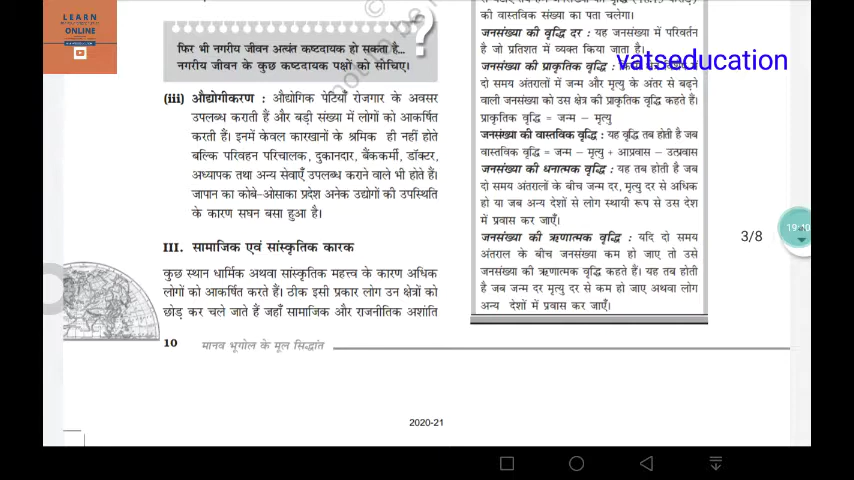 LEARN
ONLINE
फिर भी नगरीय जीवन अत्यंत कष्टदायक हो सकता है...
नगरीय जीवन के कुछ कष्टदायक पक्षों को सोचिए।
?
(iii) औद्योगीकरण : औद्योगिक पेटियाँ रोजगार के अवसर
उपलब्ध कराती हैं और बड़ी संख्या में लोगों को आकर्षित
करती हैं। इनमें केवल कारखानों के श्रमिक ही नहीं होते
बल्कि परिवहन परिचालक, दुकानदार, बैंककर्मी, डॉक्टर,
अध्यापक तथा अन्य सेवाएँ उपलब्ध कराने वाले भी होते हैं।
जापान का कोबे-ओसाका प्रदेश अनेक उद्योगों की उपस्थिति
के कारण सघन बसा हुआ है।
III. सामाजिक एवं सांस्कृतिक कारक
कुछ स्थान धार्मिक अथवा सांस्कृतिक महत्त्व के कारण अधिक
लोगों को आकर्षित करते हैं। ठीक इसी प्रकार लोग उन क्षेत्रों को
छोड़ कर चले जाते हैं जहाँ सामाजिक और राजनीतिक अशांति
10 मानव भूगोल के मूल सिद्धांत
की वास्तविक संख्या का पता चलेगा।
जनसंख्या की वृद्धि दर : यह जनसंख्या में परिवर्तन
है जो प्रतिशत में व्यक्त किया जाता है।
vatseducation
जनसंख्या की प्राकृतिक वृद्धि :
दो समय अंतरालों में जन्म और मृत्यु के अंतर से बढ़ने
वाली जनसंख्या को उस क्षेत्र की प्राकृतिक वृद्धि कहते हैं।
प्राकृतिक वृद्धि = जन्म – मृत्यु
जनसंख्या की वास्तविक वृद्धि : यह वृद्धि तब होती है जब
वास्तविक वृद्धि = जन्म – मृत्यु + आप्रवास – उत्प्रवास
जनसंख्या की धनात्मक वृद्धि : यह तब होती है जब
दो समय अंतरालों के बीच जन्म दर, मृत्यु दर से अधिक
हो या जब अन्य देशों से लोग स्थायी रूप से उस देश
में प्रवास कर जाएँ।
जनसंख्या की ऋणात्मक वृद्धि : यदि दो समय
अंतराल के बीच जनसंख्या कम हो जाए तो उसे
जनसंख्या की ऋणात्मक वृद्धि कहते हैं। यह तब होती
है जब जन्म दर मृत्यु दर से कम हो जाए अथवा लोग
अन्य देशों में प्रवास कर जाएँ।
3/8
2020-21